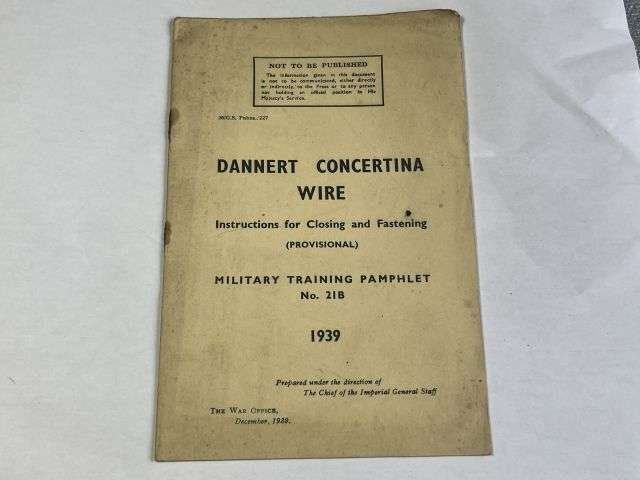 NOT TO BE PUBLISHED
The information given in this document
is not to be communicated, either directly
or indirectly, to the Press or to any person
not holding an official position in His
Majesty's Service.
DANNERT CONCERTINA
WIRE
Instructions for Closing and Fastening
(PROVISIONAL)
MILITARY TRAINING PAMPHLET
No. 21B
1939
Prepared under the direction of
The Chief of the Imperial General Staff
THE WAR OFFICE,
December,